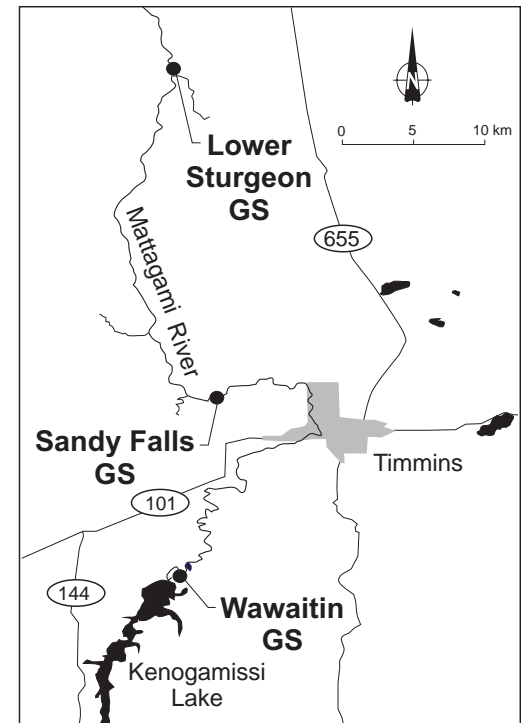 N
0 5 10 km
Lower
Sturgeon
GS
655
Mattagami River
Sandy Falls
GS
Timmins
101
144
Wawaitin
GS
Kenogamissi
Lake